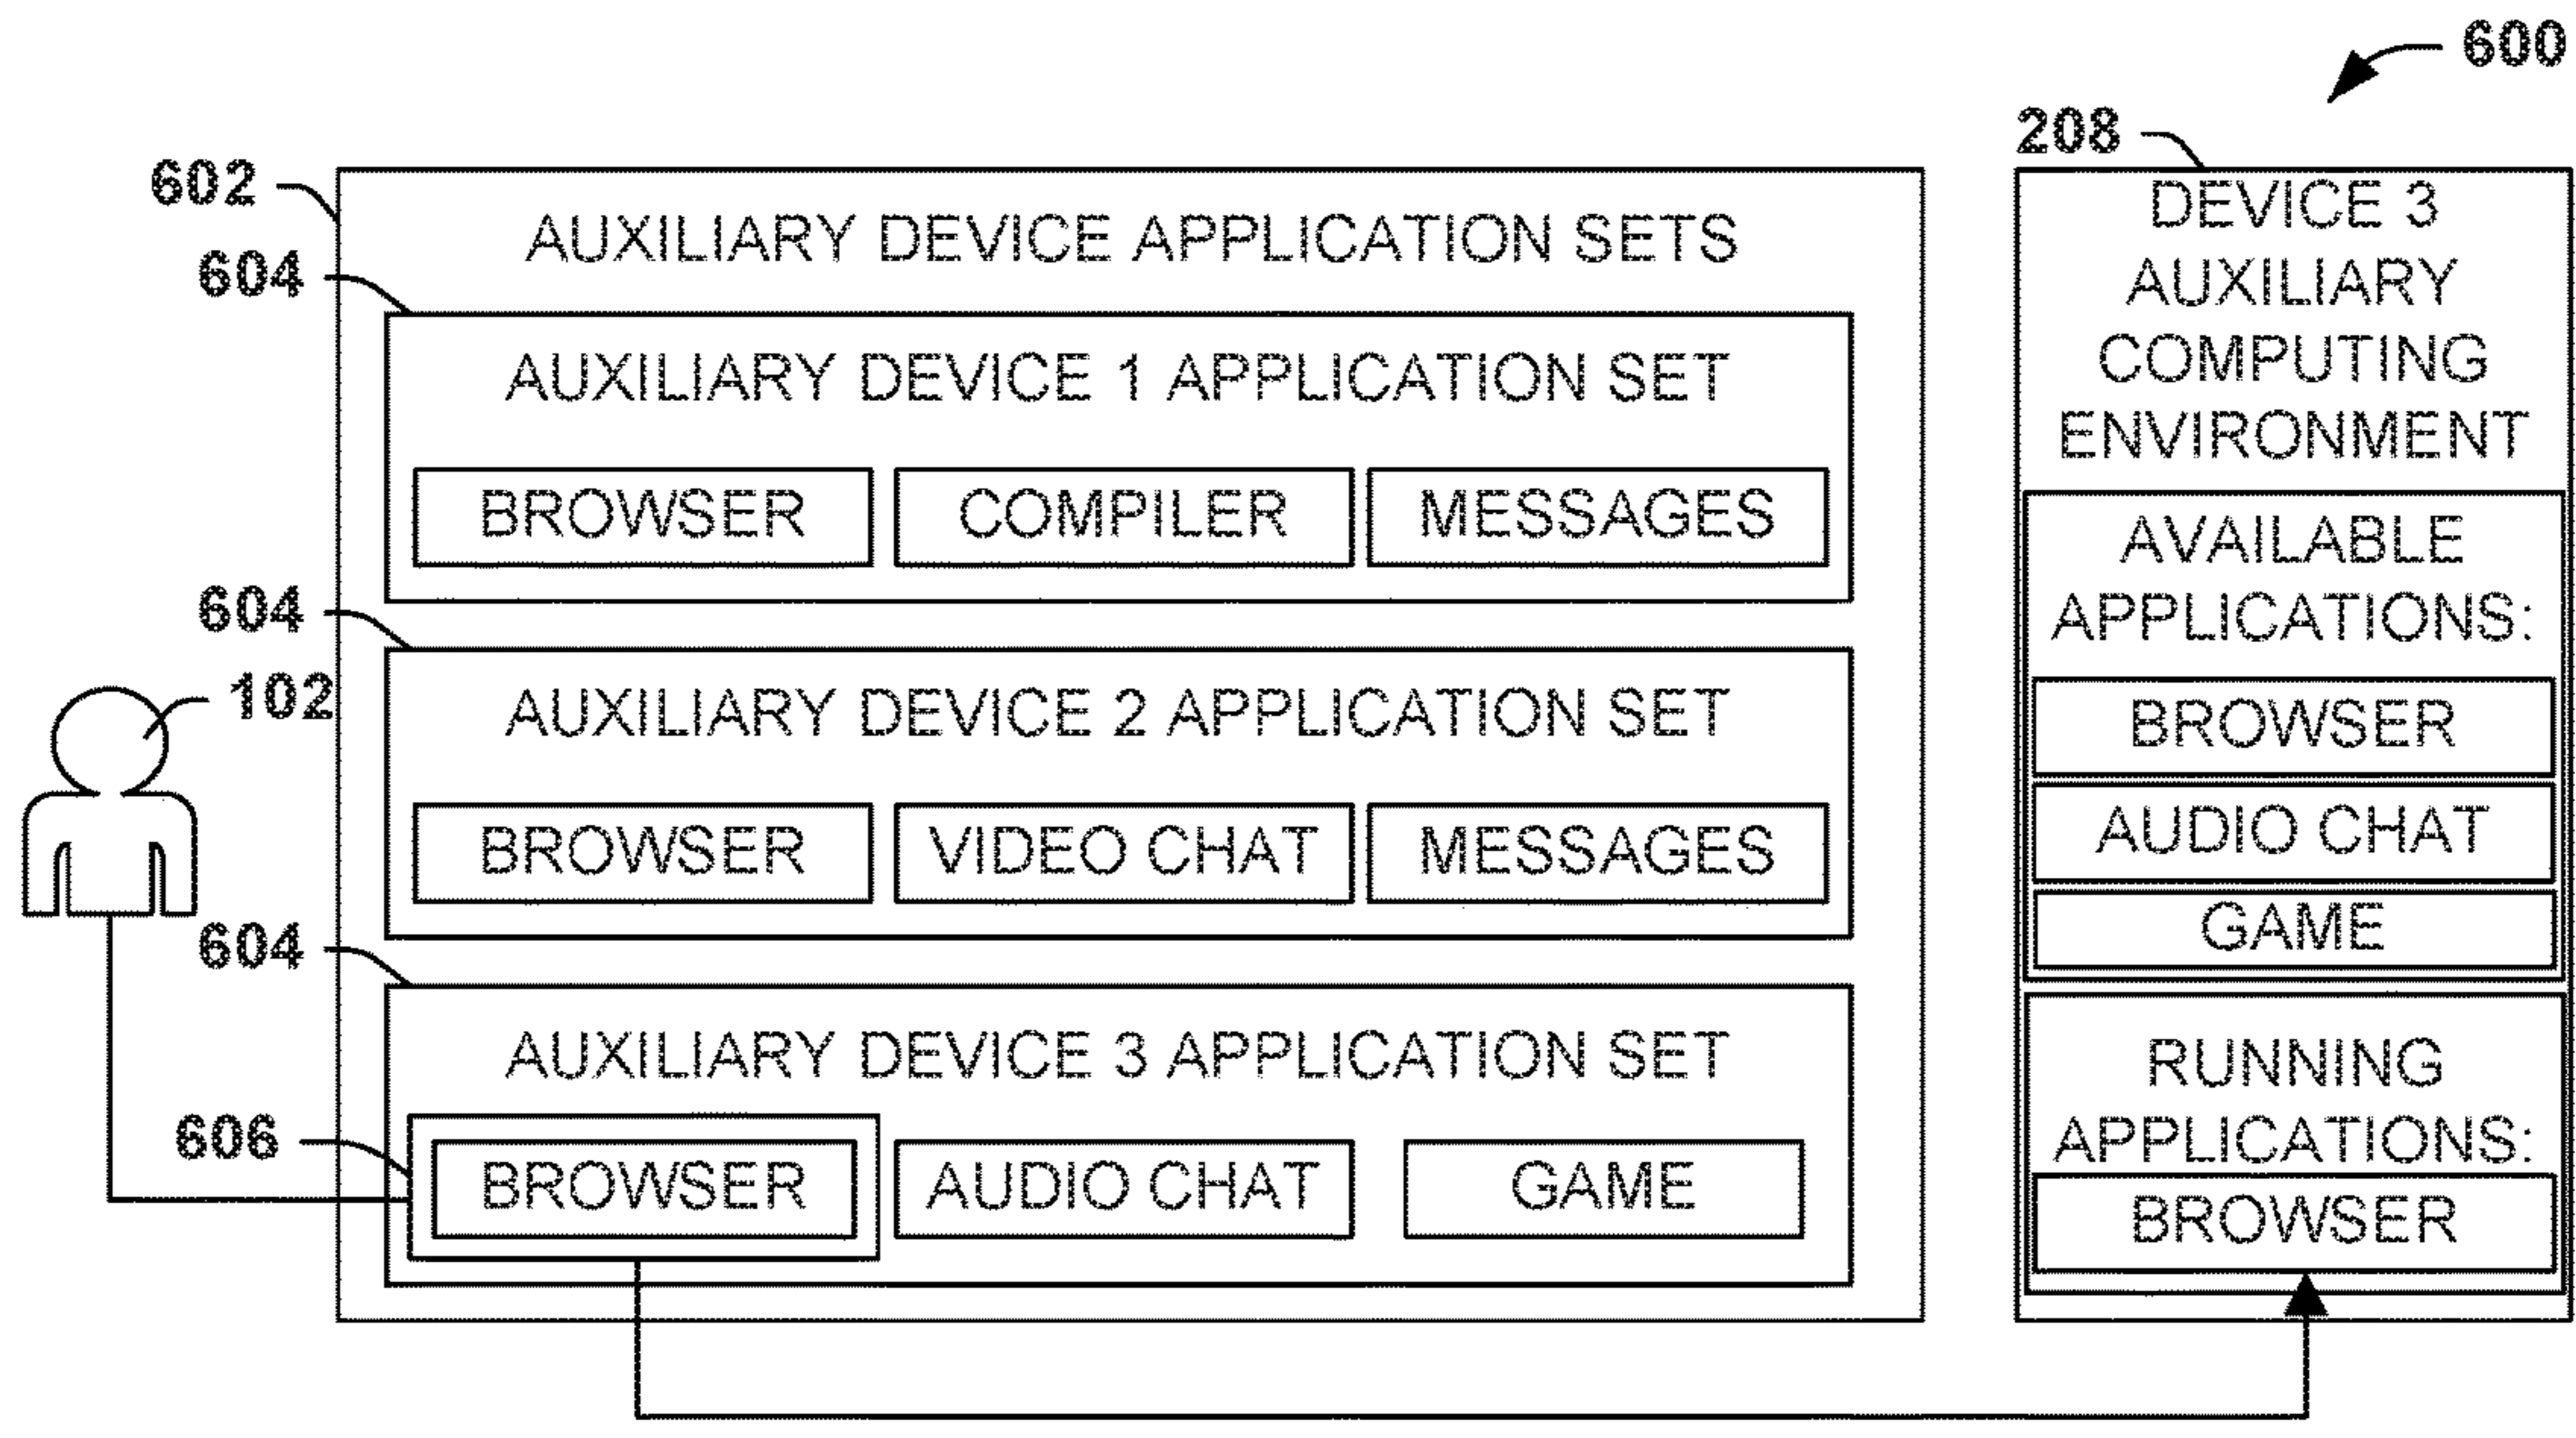 600
208
602
AUXILIARY DEVICE APPLICATION SETS
604
AUXILIARY DEVICE 1 APPLICATION SET
BROWSER
COMPILER
MESSAGES
604
AUXILIARY DEVICE 2 APPLICATION SET
BROWSER
VIDEO CHAT
MESSAGES
102
604
AUXILIARY DEVICE 3 APPLICATION SET
606
BROWSER
AUDIO CHAT
GAME
DEVICE 3
AUXILIARY
COMPUTING
ENVIRONMENT
AVAILABLE
APPLICATIONS:
BROWSER
AUDIO CHAT
GAME
RUNNING
APPLICATIONS:
BROWSER